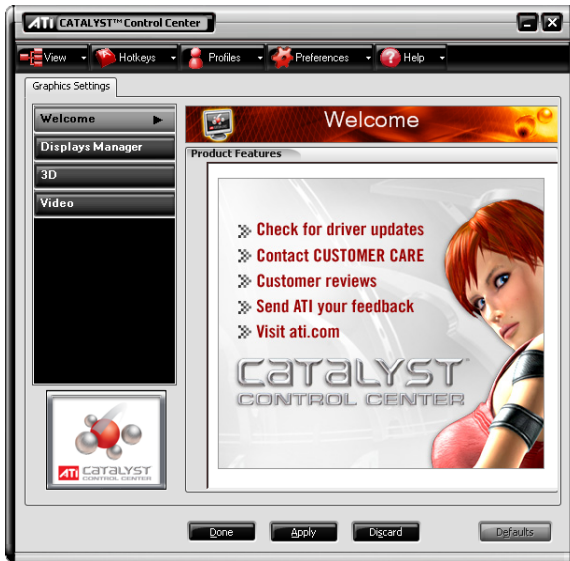 ATI CATALYST™ Control Center
View Hotkeys Profiles Preferences Help
Graphics Settings
Welcome
Displays Manager
3D
Video
Welcome
Product Features
Check for driver updates
Contact CUSTOMER CARE
Customer reviews
Send ATI your feedback
Visit ati.com
CATALYST™
CONTROL CENTER
ATI CATALYST
CONTROL CENTER
Done Apply Discard Defaults